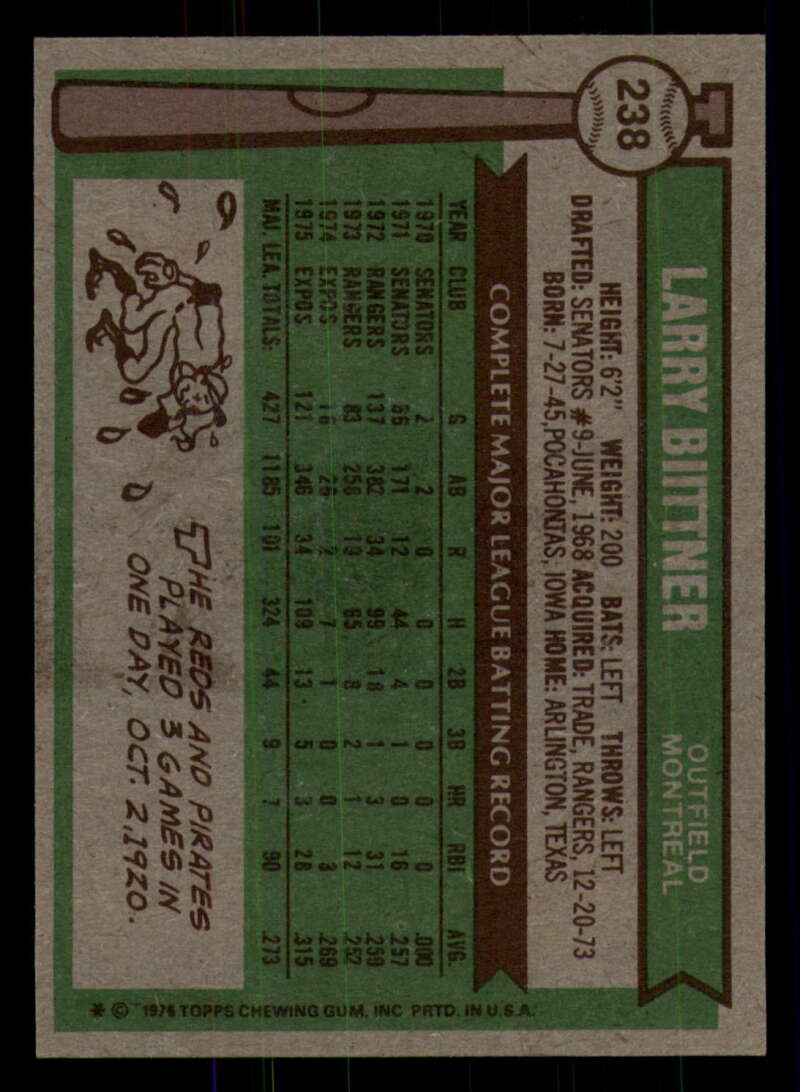 238
LARRY BIITTNER
OUTFIELD
MONTREAL
HEIGHT: 6'2" WEIGHT: 200 BATS: LEFT THROWS: LEFT
DRAFTED: SENATORS #9-JUNE, 1968 ACQUIRED: TRADE, RANGERS, 12-20-73
BORN: 7-27-45, POCAHONTAS, IOWA HOME: ARLINGTON, TEXAS
COMPLETE MAJOR LEAGUE BATTING RECORD
YEAR CLUB G AB R H 2B 3B HR RBI AVG.
1970 SENATORS 2 2 0 0 0 0 0 0 .000
1971 SENATORS 66 171 12 44 4 1 0 16 .257
1972 RANGERS 137 382 34 99 18 1 3 31 .259
1973 RANGERS 83 258 19 65 8 2 1 12 .252
1974 EXPOS 18 26 2 7 1 0 0 3 .269
1975 EXPOS 121 346 34 109 13 5 3 28 .315
MAJ. LEA. TOTALS: 427 1185 101 324 44 9 7 90 .273
THE REDS AND PIRATES
PLAYED 3 GAMES IN
ONE DAY, OCT. 2, 1920.
* © 1976 TOPPS CHEWING GUM, INC PRTD. IN U.S.A.